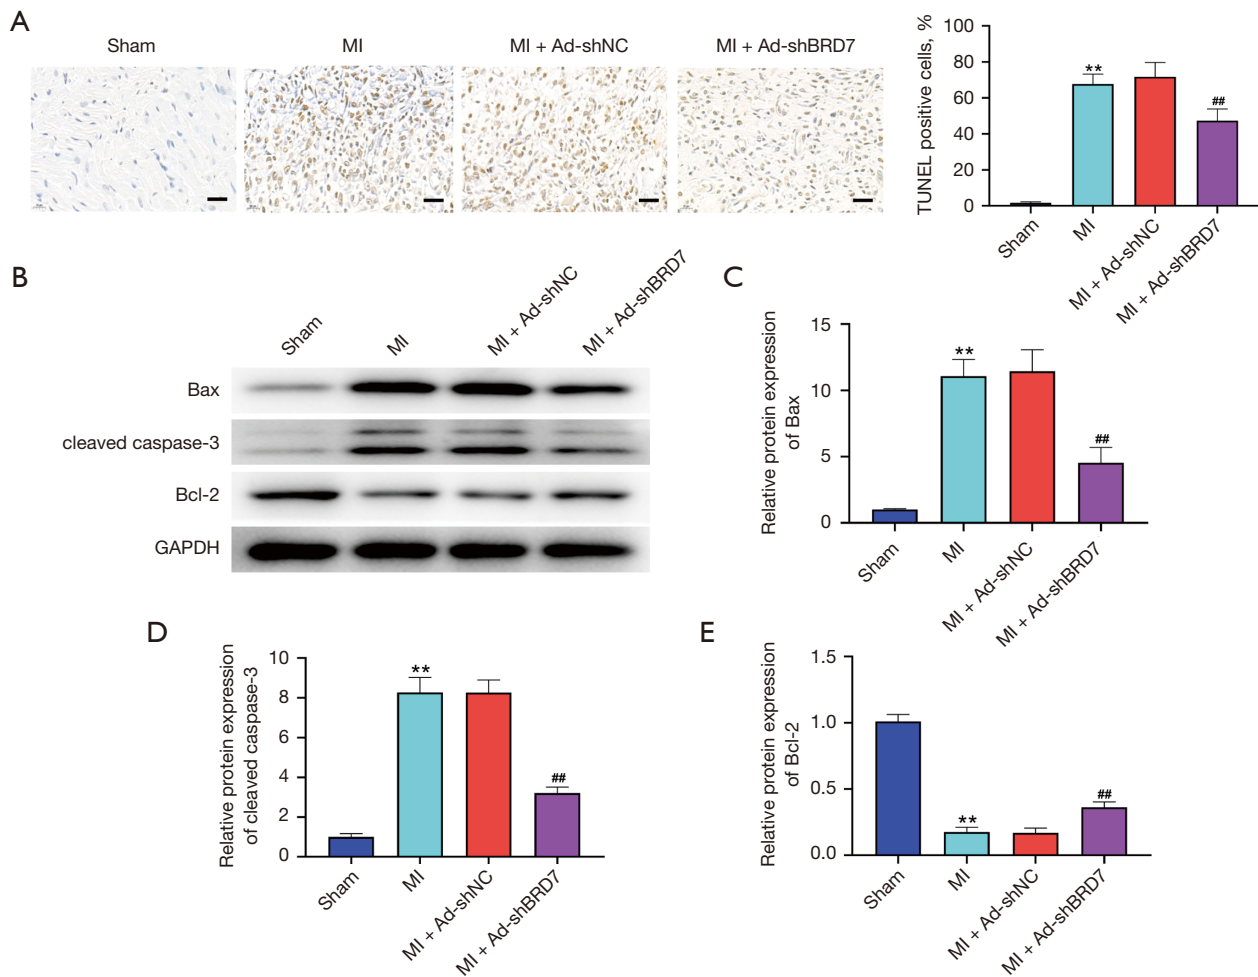 A
Sham
MI
MI + Ad-shNC
MI + Ad-shBRD7
TUNEL positive cells, %
100
80
60
40
20
0
**
##
Sham
MI
MI + Ad-shNC
MI + Ad-shBRD7
B
Sham
MI
MI + Ad-shNC
MI + Ad-shBRD7
Bax
cleaved caspase-3
Bcl-2
GAPDH
C
Relative protein expression
of Bax
15
10
5
0
**
##
Sham
MI
MI + Ad-shNC
MI + Ad-shBRD7
D
Relative protein expression
of cleaved caspase-3
10
8
6
4
2
0
**
##
Sham
MI
MI + Ad-shNC
MI + Ad-shBRD7
E
Relative protein expression
of Bcl-2
1.5
1.0
0.5
0.0
**
##
Sham
MI
MI + Ad-shNC
MI + Ad-shBRD7